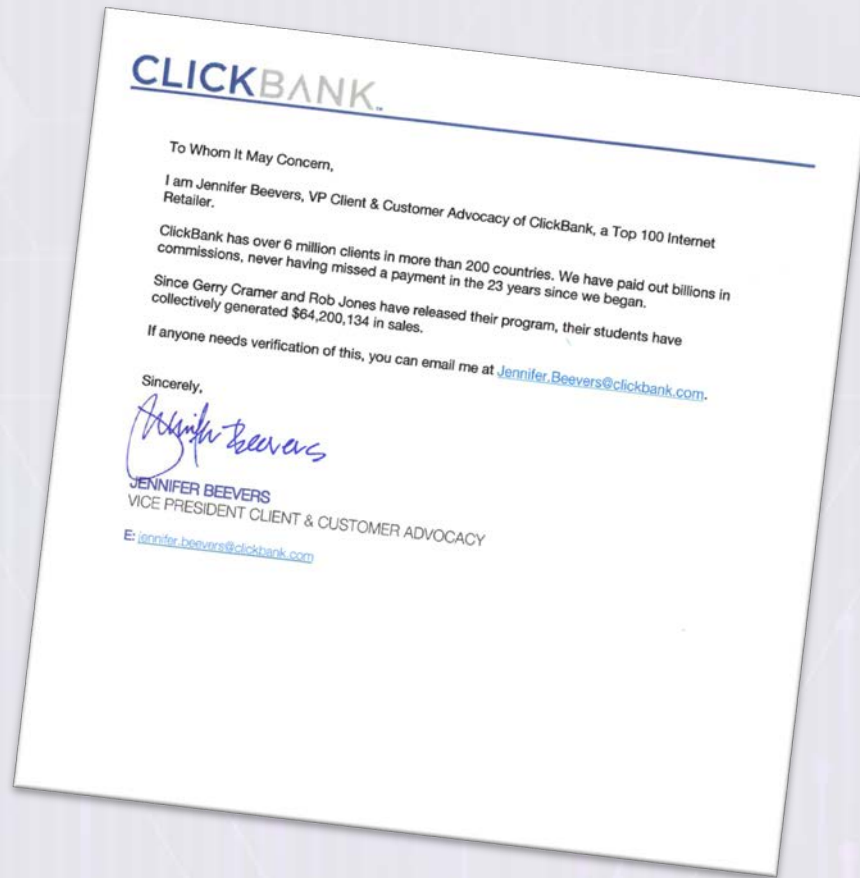 CLICKBANK™
To Whom It May Concern,
I am Jennifer Beevers, VP Client & Customer Advocacy of ClickBank, a Top 100 Internet
Retailer.
ClickBank has over 6 million clients in more than 200 countries. We have paid out billions in
commissions, never having missed a payment in the 23 years since we began.
Since Gerry Cramer and Rob Jones have released their program, their students have
collectively generated $64,200,134 in sales.
If anyone needs verification of this, you can email me at Jennifer.Beevers@clickbank.com.
Sincerely,
Jennifer Beevers
JENNIFER BEEVERS
VICE PRESIDENT CLIENT & CUSTOMER ADVOCACY
E: jennifer.beevers@clickbank.com